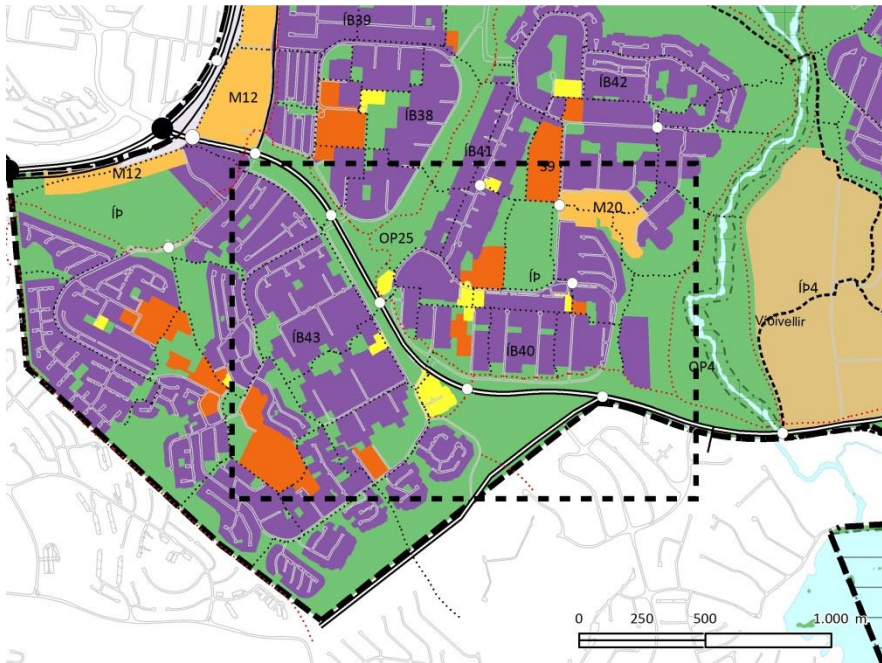 ÍB39
M12
ÍB38
ÍB42
ÍB41
S9
M12
M20
ÍÞ
OP25
ÍÞ
ÍÞ4
Víðivellir
ÍB43
ÍB40
OP4
0 250 500 1.000 m